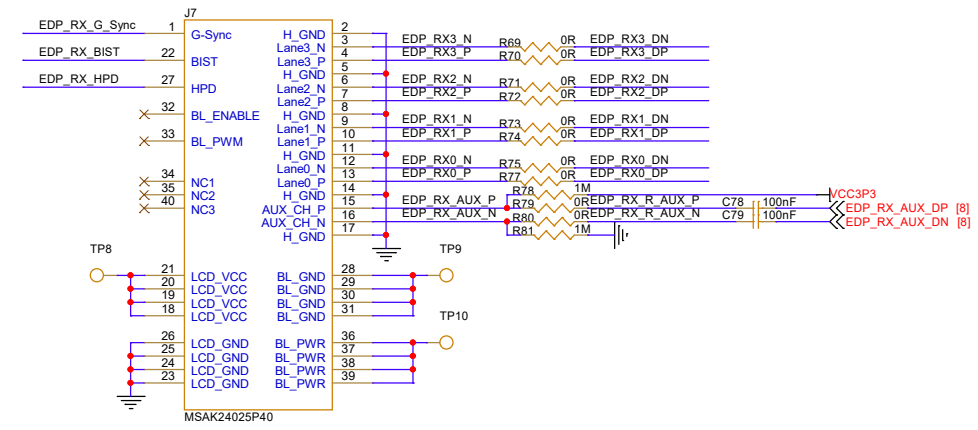 J7
EDP_RX_G_Sync 1 G-Sync H_GND 2
Lane3_N 3 EDP_RX3_N R69 0R EDP_RX3_DN
EDP_RX_BIST 22 BIST Lane3_P 4 EDP_RX3_P R70 0R EDP_RX3_DP
H_GND 5
EDP_RX_HPD 27 HPD Lane2_N 6 EDP_RX2_N R71 0R EDP_RX2_DN
Lane2_P 7 EDP_RX2_P R72 0R EDP_RX2_DP
32 BL_ENABLE H_GND 8
Lane1_N 9 EDP_RX1_N R73 0R EDP_RX1_DN
33 BL_PWM Lane1_P 10 EDP_RX1_P R74 0R EDP_RX1_DP
H_GND 11
Lane0_N 12 EDP_RX0_N R75 0R EDP_RX0_DN
34 NC1 Lane0_P 13 EDP_RX0_P R77 0R EDP_RX0_DP
35 NC2 H_GND 14 R78 1M VCC3P3
40 NC3 AUX_CH_P 15 EDP_RX_AUX_P R79 0R EDP_RX_R_AUX_P C78 100nF EDP_RX_AUX_DP [8]
AUX_CH_N 16 EDP_RX_AUX_N R80 0R EDP_RX_R_AUX_N C79 100nF EDP_RX_AUX_DN [8]
H_GND 17 R81 1M
TP8 TP9
21 LCD_VCC BL_GND 28
20 LCD_VCC BL_GND 29
19 LCD_VCC BL_GND 30
18 LCD_VCC BL_GND 31
TP10
26 LCD_GND BL_PWR 36
25 LCD_GND BL_PWR 37
24 LCD_GND BL_PWR 38
23 LCD_GND BL_PWR 39
MSAK24025P40